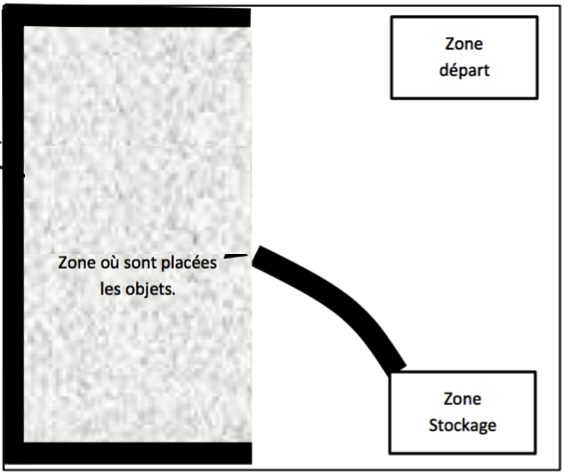 Zone
départ
Zone où sont placées
les objets.
Zone
Stockage